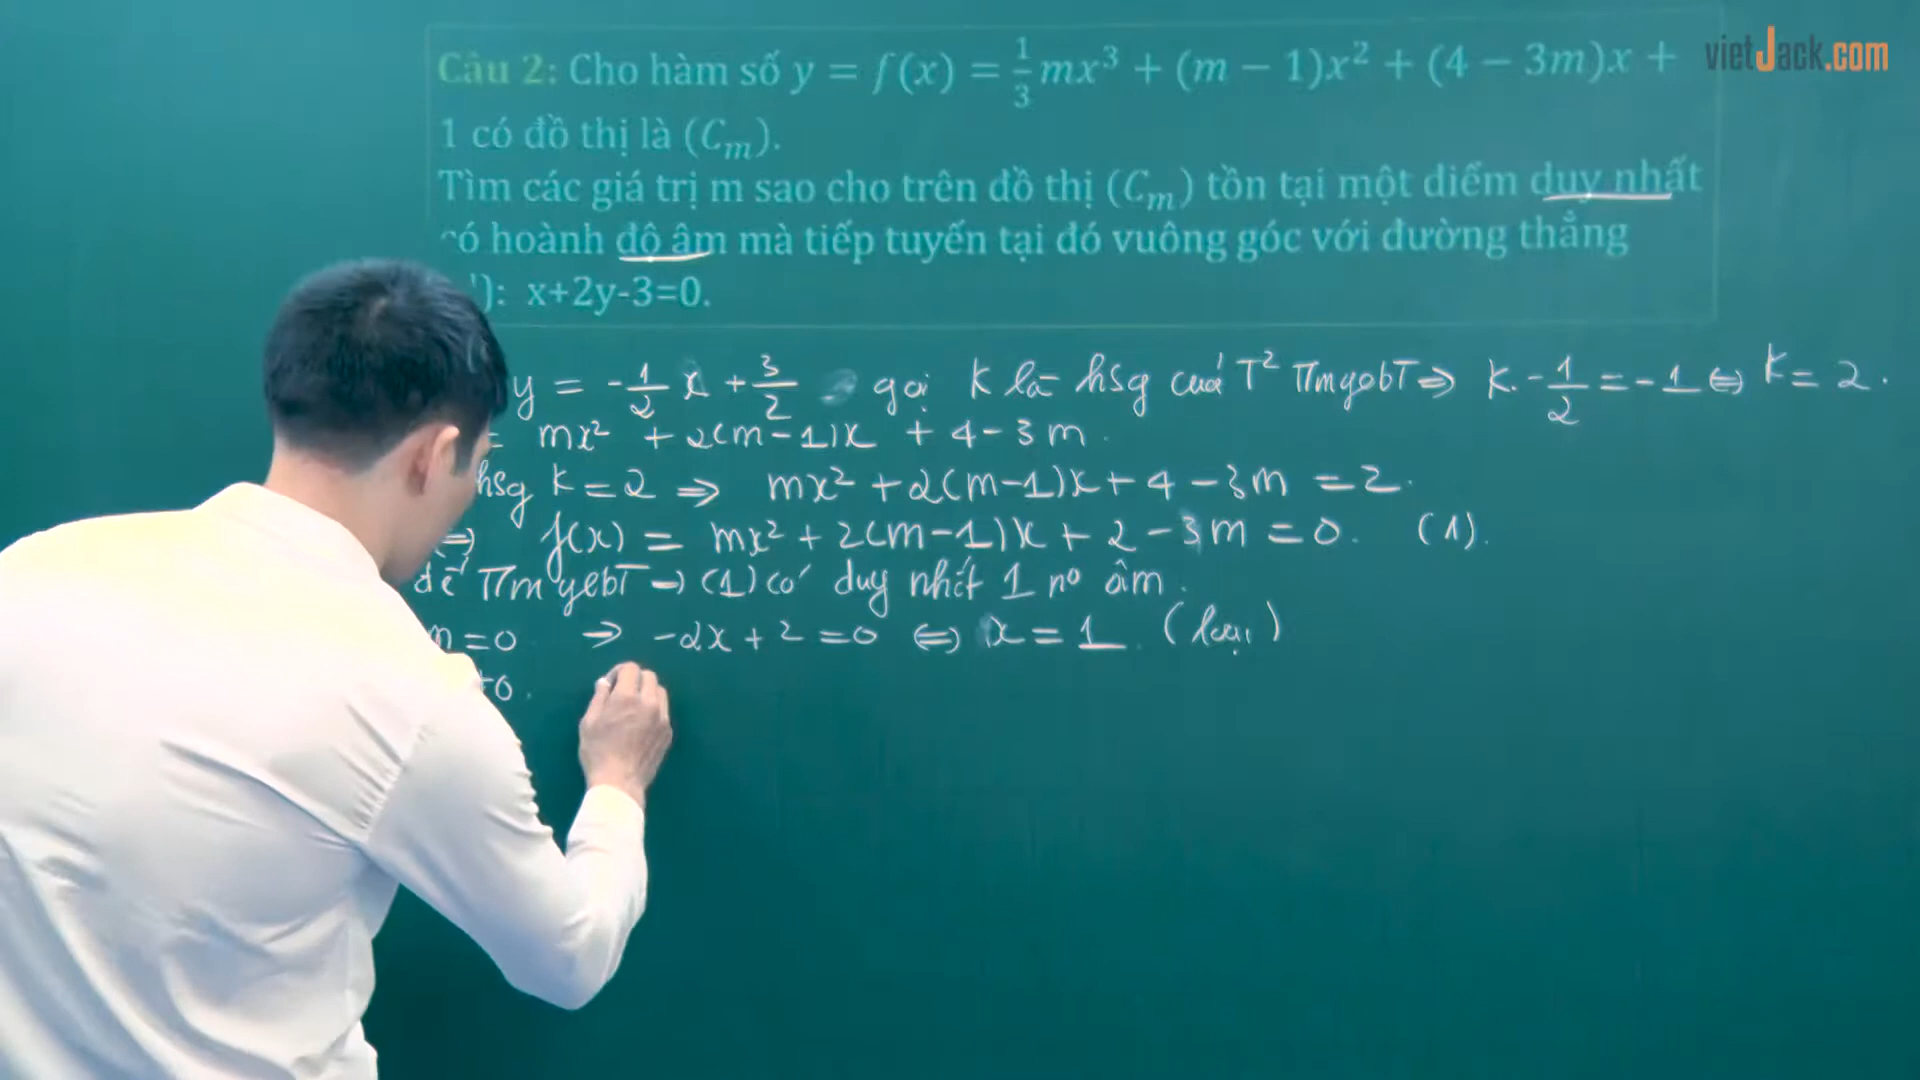 vietJack.com
Câu 2: Cho hàm số y = f(x) = 1/3 mx³ + (m − 1)x² + (4 − 3m)x +
1 có đồ thị là (Cₘ).
Tìm các giá trị m sao cho trên đồ thị (Cₘ) tồn tại một điểm duy nhất
có hoành độ âm mà tiếp tuyến tại đó vuông góc với đường thẳng
): x+2y-3=0.
y = -1/2 x + 3/2 gọi K là hsg của T² TTmycbT ⇒ K. -1/2 = -1 ⇔ K = 2.
= mx² + 2(m-1)x + 4-3m.
hsg K = 2 ⇒ mx² + 2(m-1)x + 4 - 3m = 2.
⇔ f(x) = mx² + 2(m-1)x + 2 - 3m = 0. (1).
để TTmycbT → (1) có duy nhất 1 no âm.
m = 0 → -2x + 2 = 0 ⇔ x = 1. (loại)
≠0.